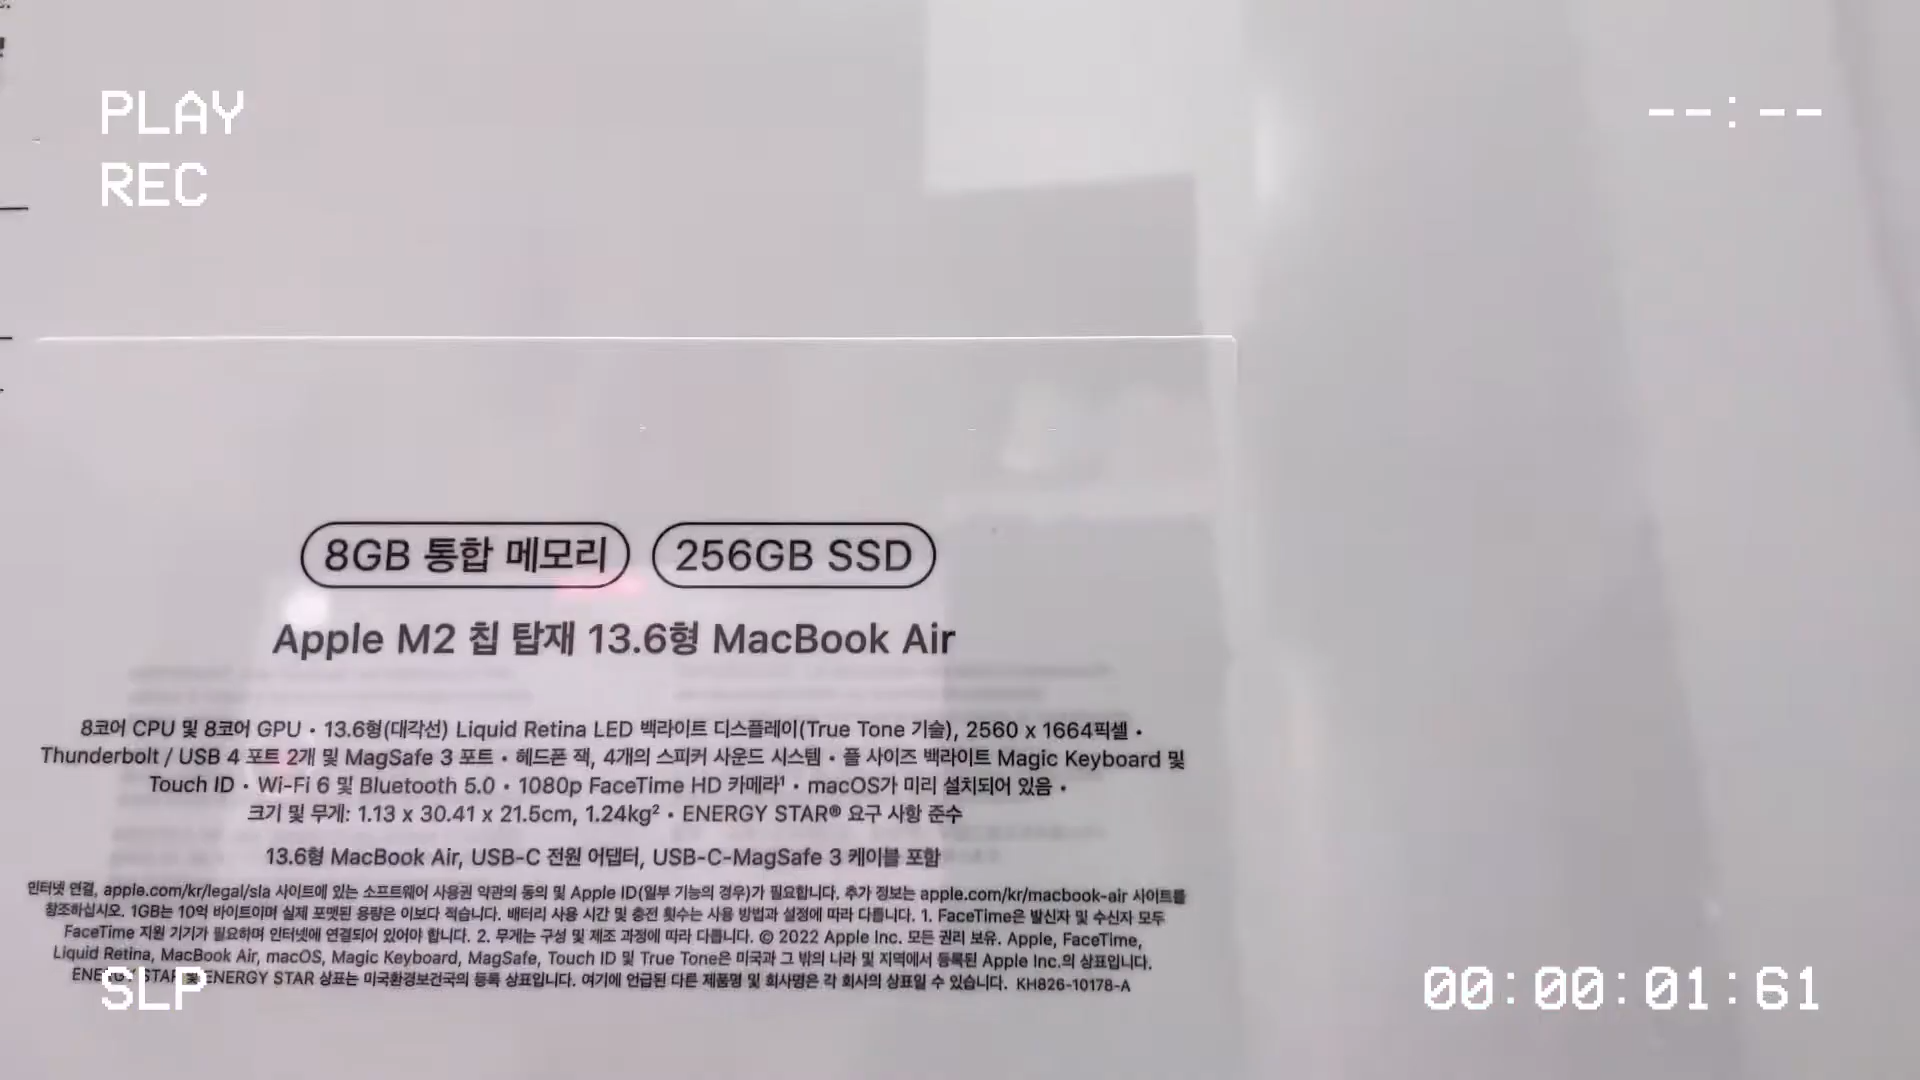 PLAY
--:--
REC
8GB 통합 메모리
256GB SSD
Apple M2 칩 탑재 13.6형 MacBook Air
8코어 CPU 및 8코어 GPU • 13.6형(대각선) Liquid Retina LED 백라이트 디스플레이(True Tone 기술), 2560 x 1664픽셀 •
Thunderbolt / USB 4 포트 2개 및 MagSafe 3 포트 • 헤드폰 잭, 4개의 스피커 사운드 시스템 • 풀 사이즈 백라이트 Magic Keyboard 및
Touch ID • Wi-Fi 6 및 Bluetooth 5.0 • 1080p FaceTime HD 카메라¹ • macOS가 미리 설치되어 있음 •
크기 및 무게: 1.13 x 30.41 x 21.5cm, 1.24kg² • ENERGY STAR® 요구 사항 준수
13.6형 MacBook Air, USB-C 전원 어댑터, USB-C-MagSafe 3 케이블 포함
인터넷 연결, apple.com/kr/legal/sla 사이트에 있는 소프트웨어 사용권 약관의 동의 및 Apple ID(일부 기능의 경우)가 필요합니다. 추가 정보는 apple.com/kr/macbook-air 사이트를
참조하십시오. 1GB는 10억 바이트이며 실제 포맷된 용량은 이보다 적습니다. 배터리 사용 시간 및 충전 횟수는 사용 방법과 설정에 따라 다릅니다. 1. FaceTime은 발신자 및 수신자 모두
FaceTime 지원 기기가 필요하며 인터넷에 연결되어 있어야 합니다. 2. 무게는 구성 및 제조 과정에 따라 다릅니다. © 2022 Apple Inc. 모든 권리 보유. Apple, FaceTime,
Liquid Retina, MacBook Air, macOS, Magic Keyboard, MagSafe, Touch ID 및 True Tone은 미국과 그 밖의 나라 및 지역에서 등록된 Apple Inc.의 상표입니다.
ENERGY STAR 및 ENERGY STAR 상표는 미국환경보건국의 등록 상표입니다. 여기에 언급된 다른 제품명 및 회사명은 각 회사의 상표일 수 있습니다. KH826-10178-A
SLP
00:00:01:61